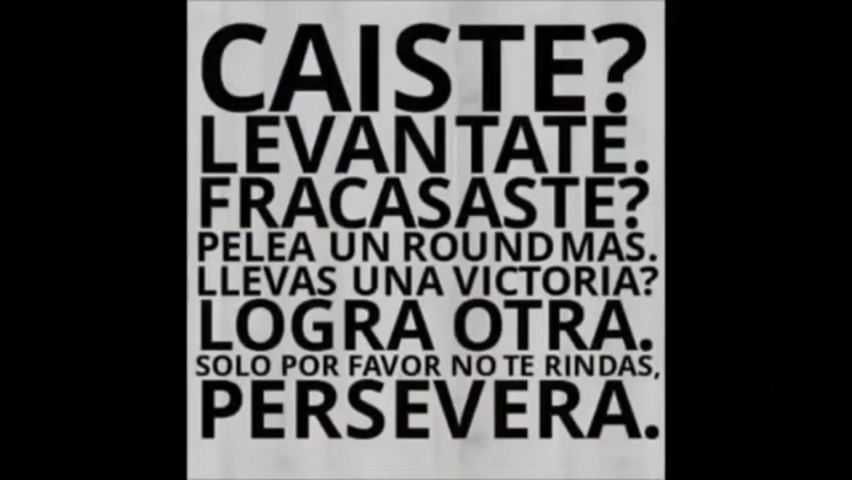 CAISTE?
LEVANTATE.
FRACASASTE?
PELEA UN ROUND MAS.
LLEVAS UNA VICTORIA?
LOGRA OTRA.
SOLO POR FAVOR NO TE RINDAS,
PERSEVERA.